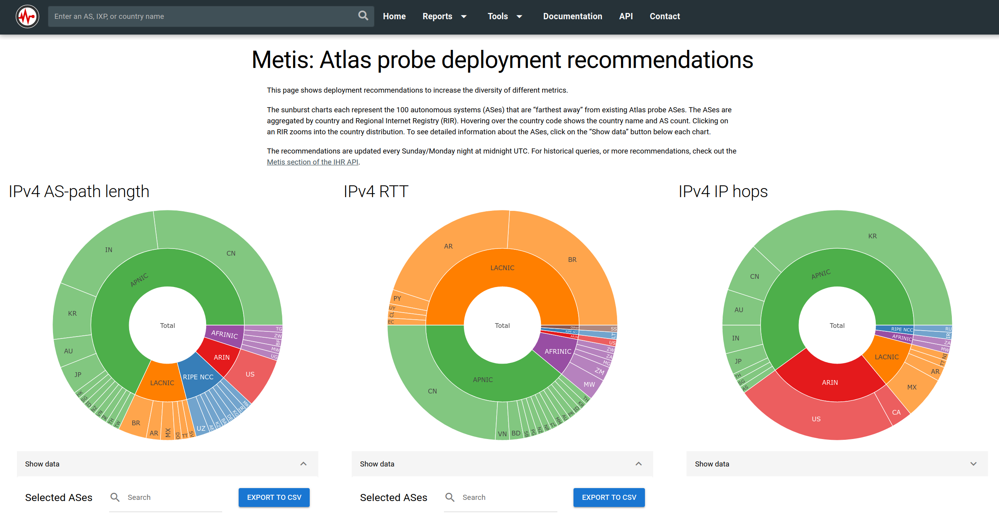 Enter an AS, IXP, or country name
Home
Reports
Tools
Documentation
API
Contact
Metis: Atlas probe deployment recommendations
This page shows deployment recommendations to increase the diversity of different metrics.
The sunburst charts each represent the 100 autonomous systems (ASes) that are “farthest away” from existing Atlas probe ASes. The ASes are
aggregated by country and Regional Internet Registry (RIR). Hovering over the country code shows the country name and AS count. Clicking on
an RIR zooms into the country distribution. To see detailed information about the ASes, click on the “Show data” button below each chart.
The recommendations are updated every Sunday/Monday night at midnight UTC. For historical queries, or more recommendations, check out the
Metis section of the IHR API.
IPv4 AS-path length
CN
IN
APNIC
KR
AU
JP
HK
SG
ID
NZ
VN
PK
TH
TW
Total
AFRINIC
TG
ZW
BF
MW
UG
ARIN
US
RIPE NCC
MK
IR
KG
DE
BA
KZ
AE
UZ
LACNIC
SV
TT
DO
MX
AR
BR
Show data
Selected ASes
Search
EXPORT TO CSV
IPv4 RTT
AR
BR
LACNIC
PY
UY
CL
EC
Total
Other
SS
RIPE NCC
LT
ARIN
US
AFRINIC
ZW
ZA
MG
ZM
MW
APNIC
CN
VN
BD
SB
PG
NZ
NP
TL
MM
AU
PK
ID
KR
TH
Show data
Selected ASes
Search
EXPORT TO CSV
IPv4 IP hops
KR
APNIC
CN
AU
IN
JP
TH
SG
AS
Total
RIPE NCC
RU
IR
AFRINIC
ZA
MW
LACNIC
NI
TT
AR
MX
ARIN
CA
US
Show data